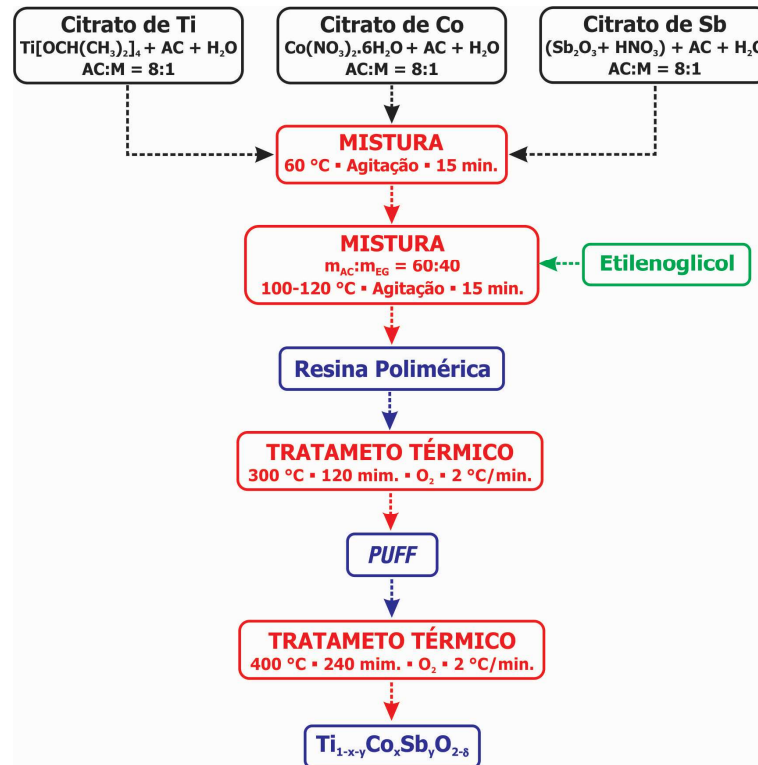 Citrato de Ti
Ti[OCH(CH₃)₂]₄ + AC + H₂O
AC:M = 8:1
Citrato de Co
Co(NO₃)₂.6H₂O + AC + H₂O
AC:M = 8:1
Citrato de Sb
(Sb₂O₃+ HNO₃) + AC + H₂O
AC:M = 8:1
MISTURA
60 °C ▪ Agitação ▪ 15 min.
MISTURA
m_AC:m_EG = 60:40
100-120 °C ▪ Agitação ▪ 15 min.
Etilenoglicol
Resina Polimérica
TRATAMETO TÉRMICO
300 °C ▪ 120 mim. ▪ O₂ ▪ 2 °C/min.
PUFF
TRATAMETO TÉRMICO
400 °C ▪ 240 mim. ▪ O₂ ▪ 2 °C/min.
Ti₁₋ₓ₋yCoₓSbyO₂₋δ